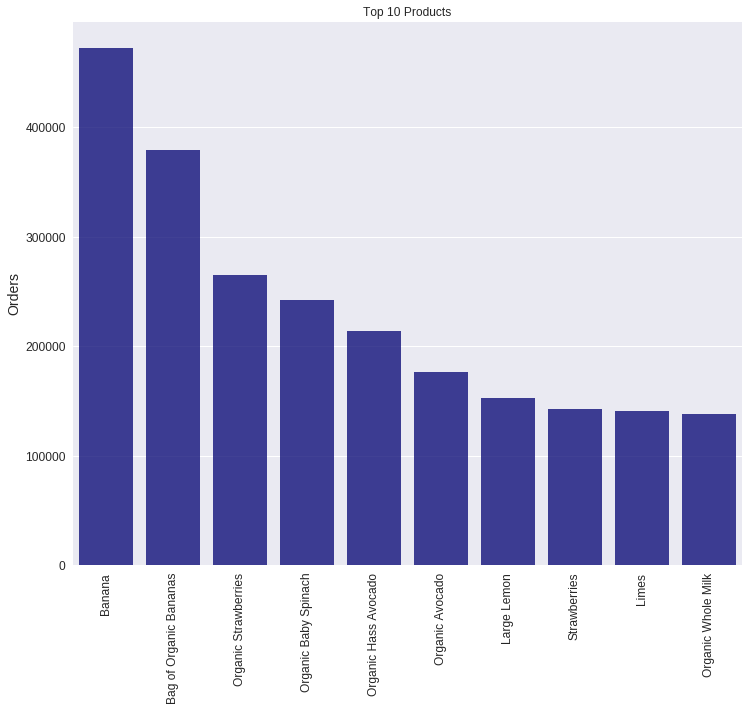 Top 10 Products
Orders
400000
300000
200000
100000
0
Banana
Bag of Organic Bananas
Organic Strawberries
Organic Baby Spinach
Organic Hass Avocado
Organic Avocado
Large Lemon
Strawberries
Limes
Organic Whole Milk